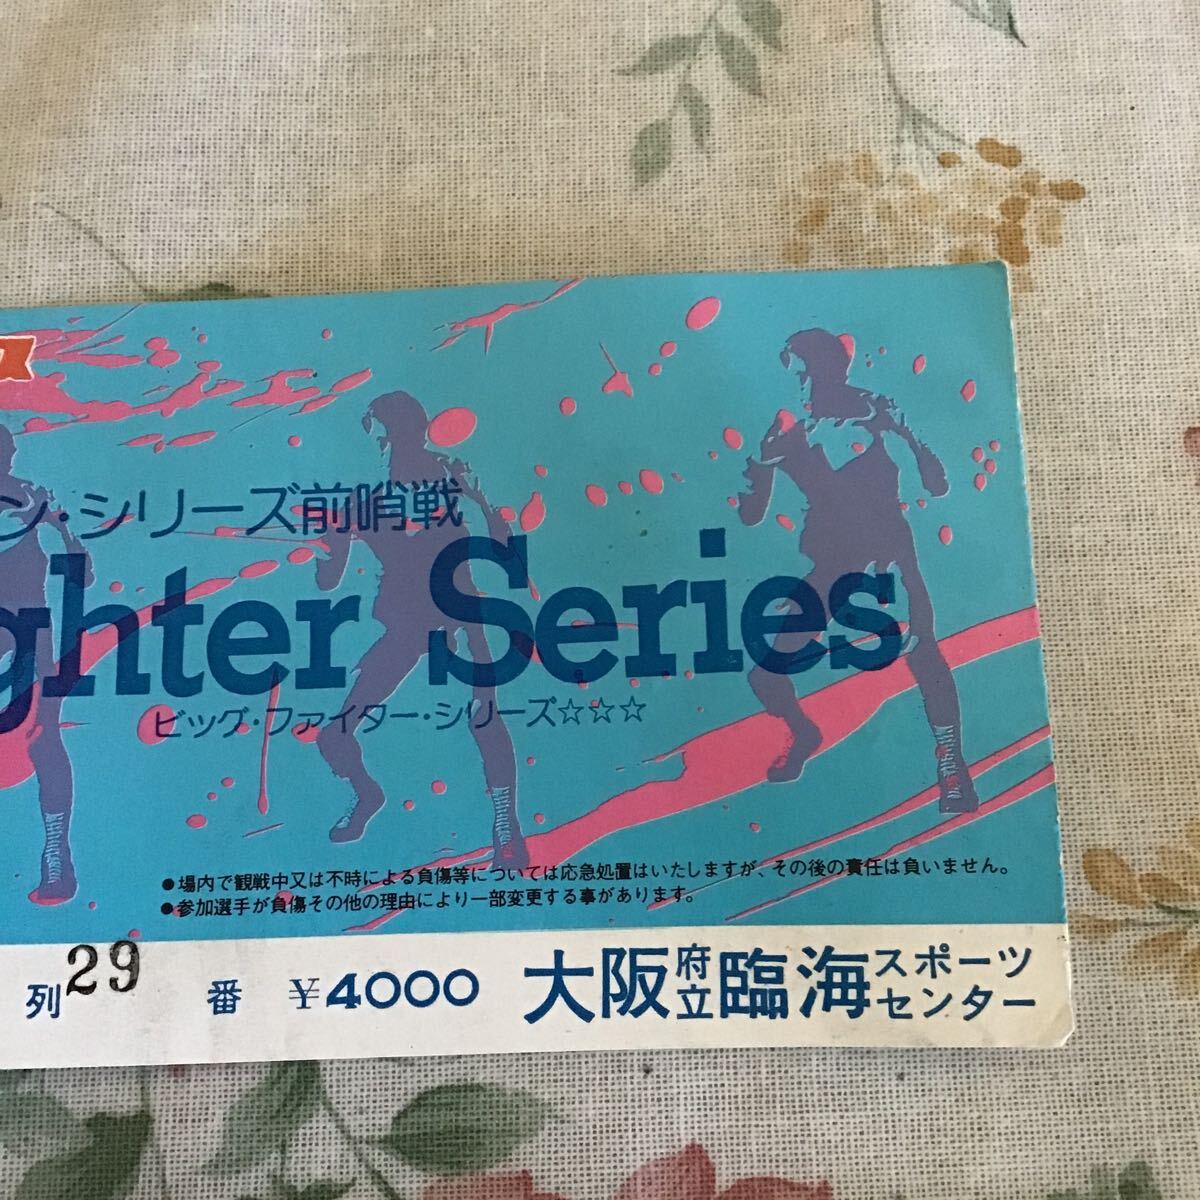 ン・シリーズ前哨戦
ghter Series
ビッグ・ファイター・シリーズ☆☆☆
●場内で観戦中又は不時による負傷等については応急処置はいたしますが、その後の責任は負いません。
●参加選手が負傷その他の理由により一部変更する事があります。
列29 番 ¥4000 大阪府立臨海スポーツセンター